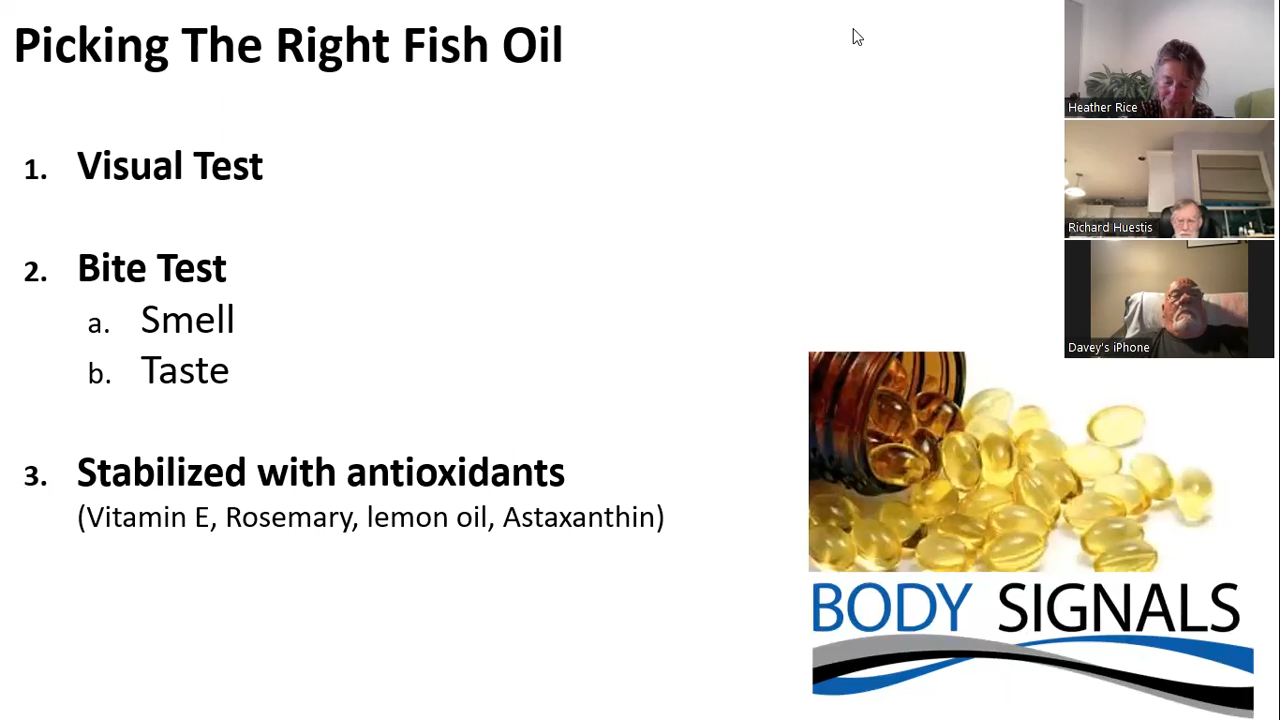 Picking The Right Fish Oil
1. Visual Test
2. Bite Test
a. Smell
b. Taste
3. Stabilized with antioxidants
(Vitamin E, Rosemary, lemon oil, Astaxanthin)
Heather Rice
Richard Huestis
Davey's iPhone
BODY SIGNALS